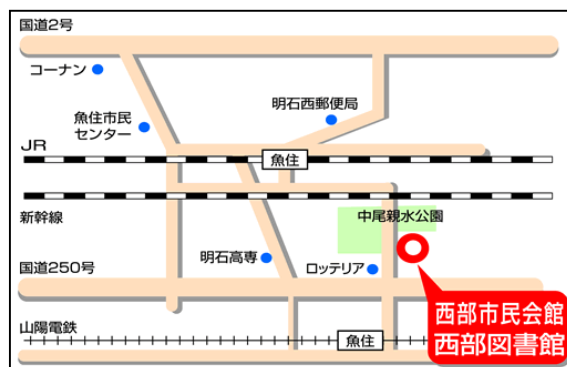 国道2号
コーナン
明石西郵便局
魚住市民
センター
JR
魚住
新幹線
中尾親水公園
明石高専
ロッテリア
国道250号
西部市民会館
西部図書館
山陽電鉄
魚住